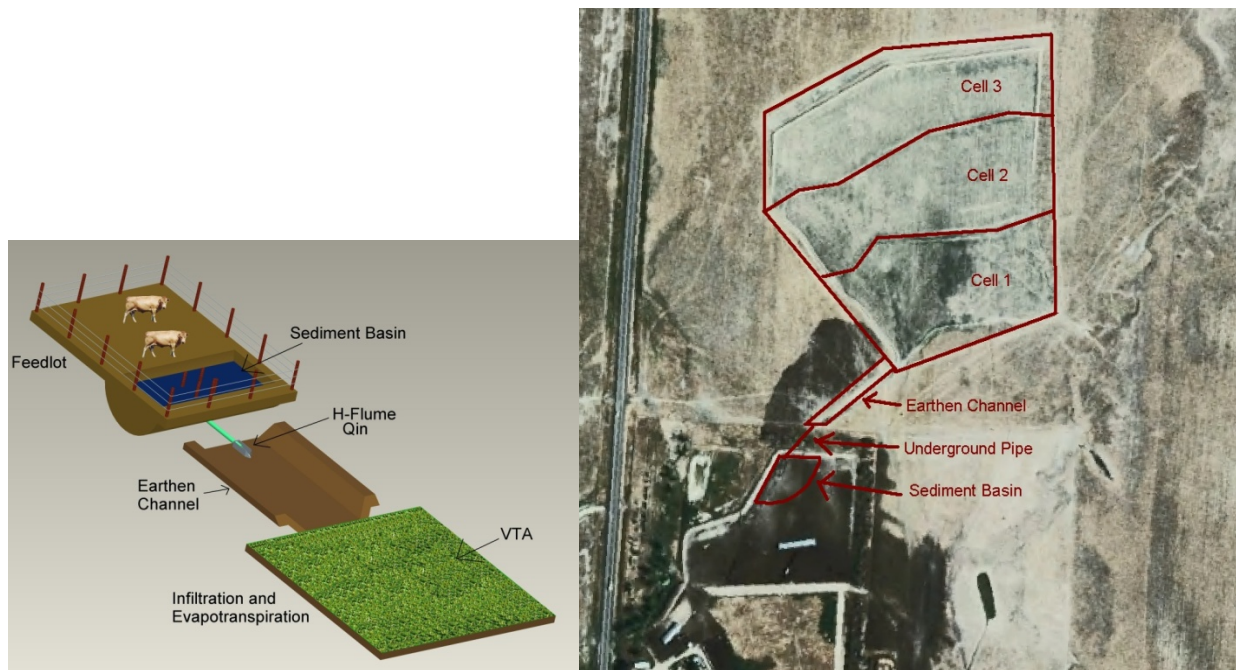 Sediment Basin
Feedlot
H-Flume
Qin
Earthen
Channel
VTA
Infiltration and
Evapotranspiration
Cell 3
Cell 2
Cell 1
Earthen Channel
Underground Pipe
Sediment Basin